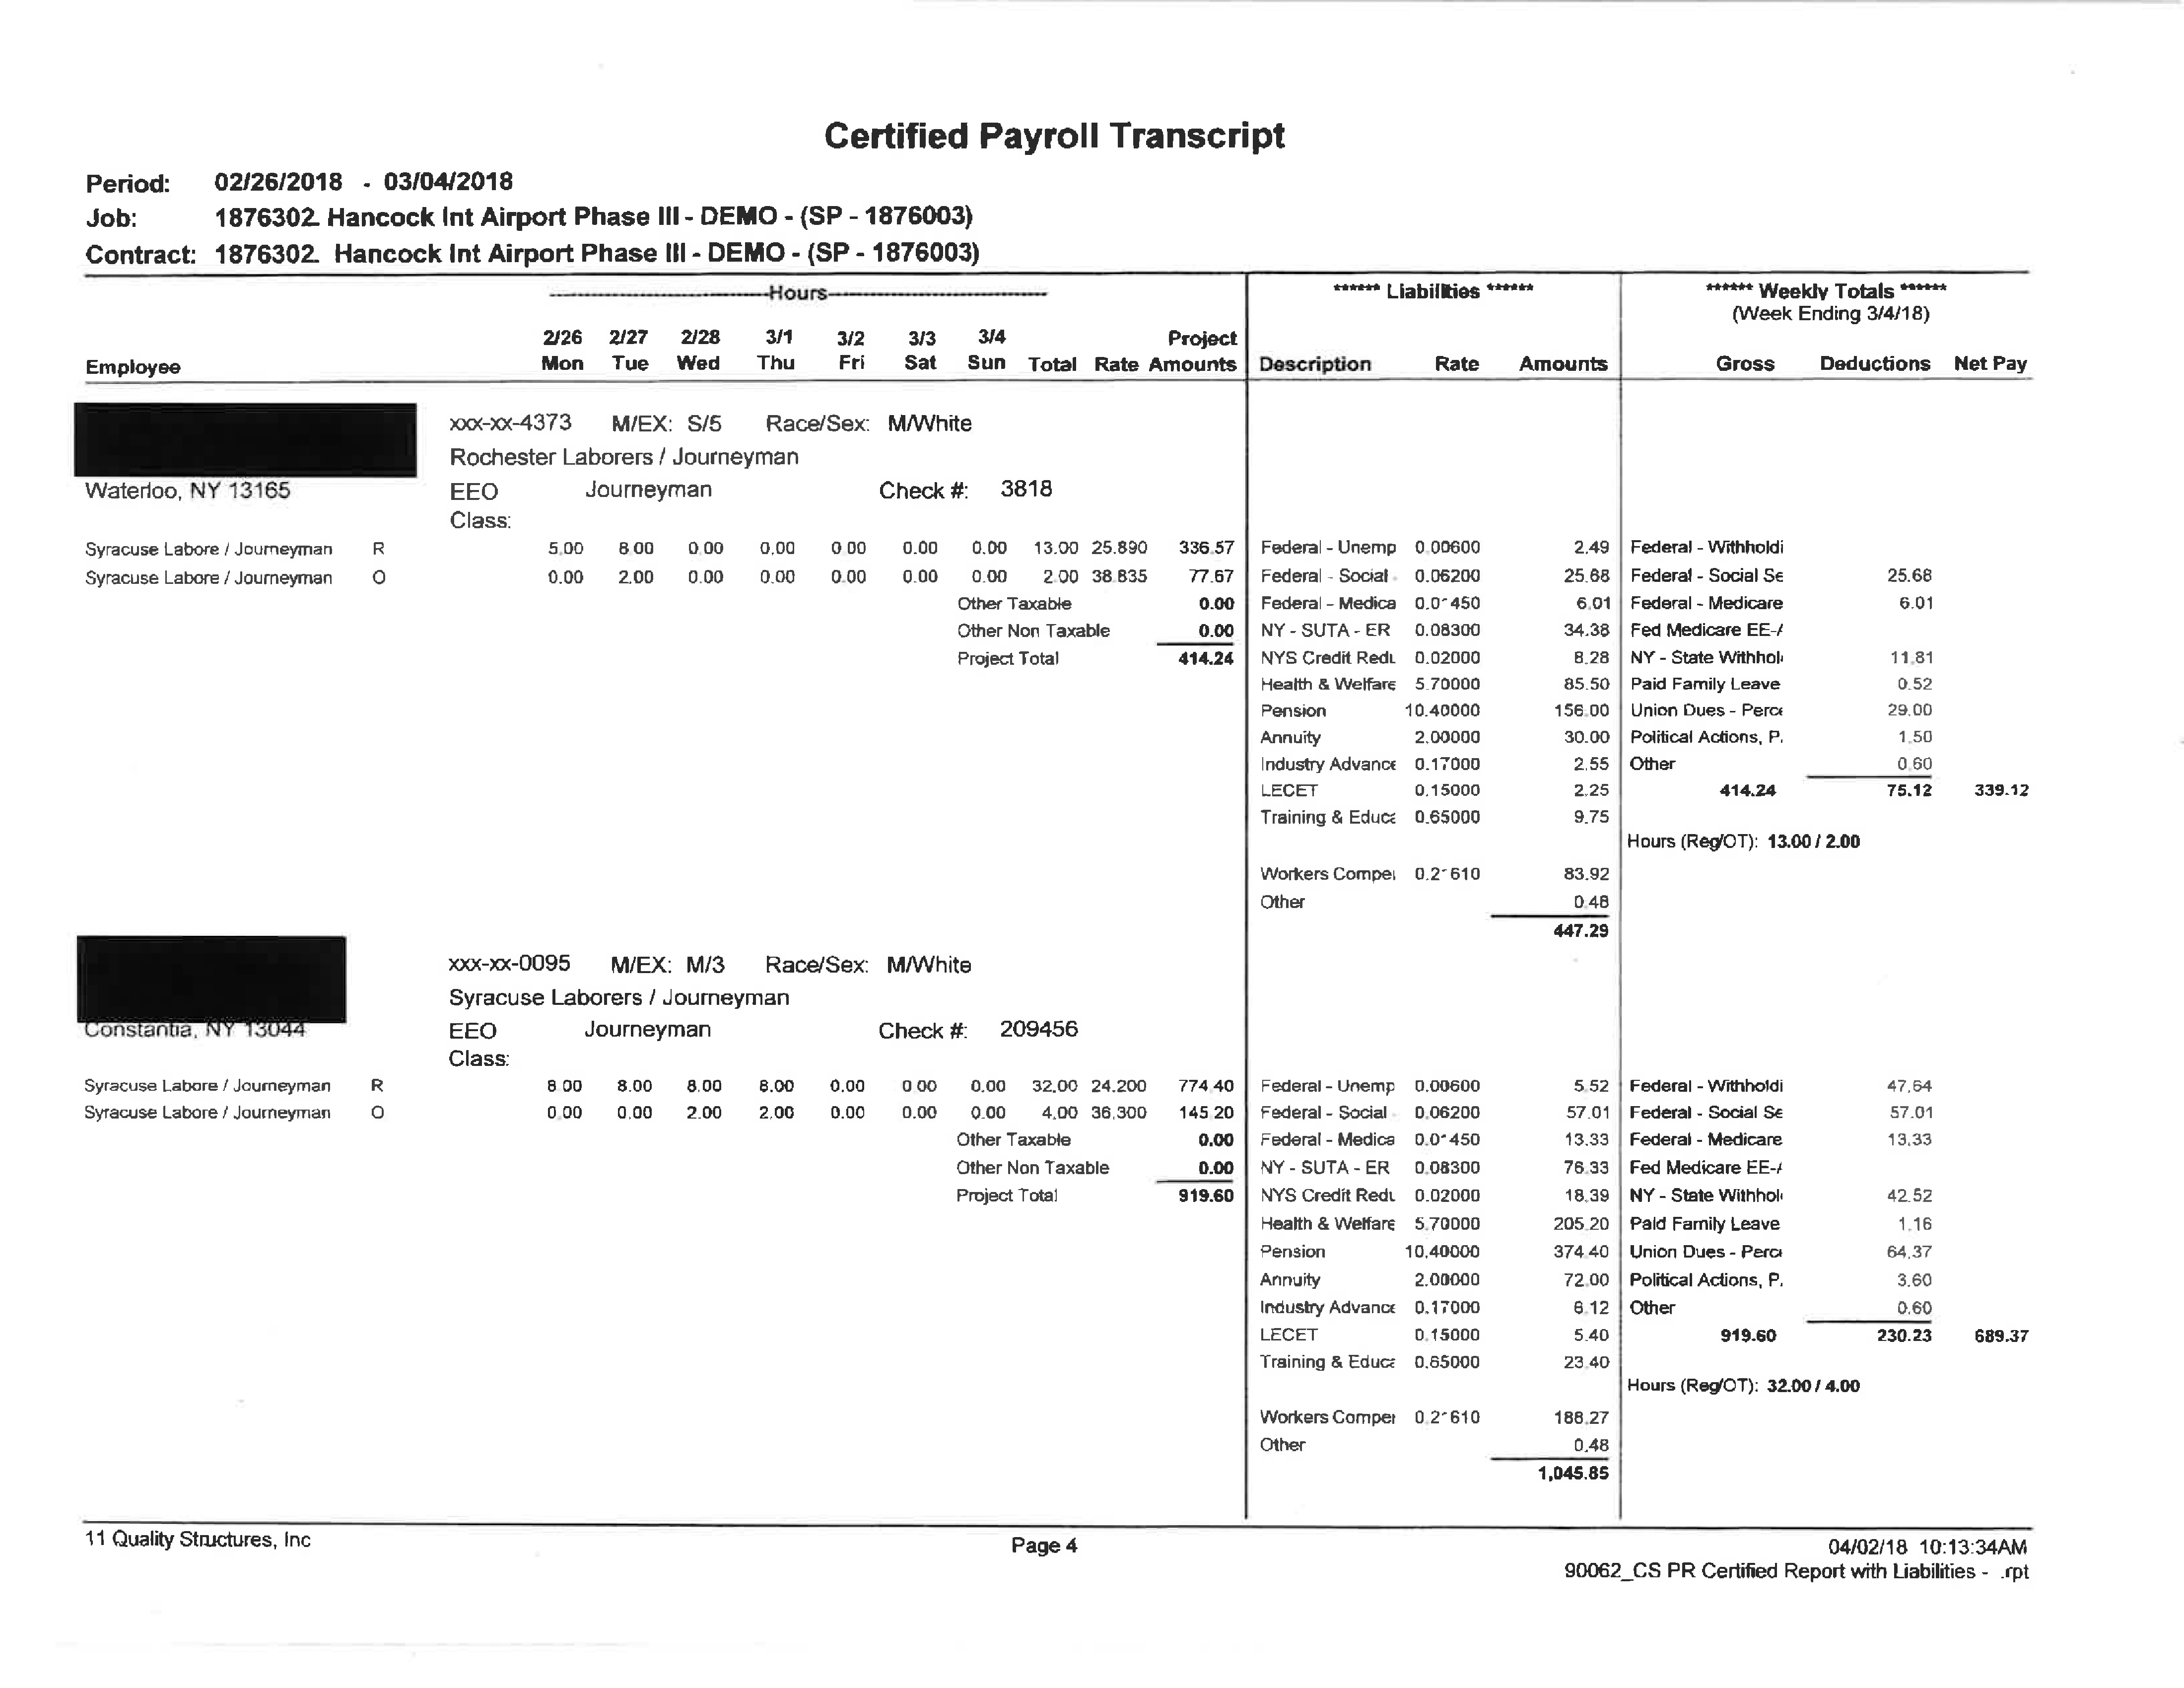 Certified Payroll Transcript
Period: 02/26/2018 - 03/04/2018
Job: 1876302. Hancock Int Airport Phase III - DEMO - (SP - 1876003)
Contract: 1876302. Hancock Int Airport Phase III - DEMO - (SP - 1876003)
Hours ****** Liabilities ****** ****** Weekly Totals ******
(Week Ending 3/4/18)
2/26 2/27 2/28 3/1 3/2 3/3 3/4 Project
Employee Mon Tue Wed Thu Fri Sat Sun Total Rate Amounts Description Rate Amounts Gross Deductions Net Pay
xxx-xx-4373 M/EX: S/5 Race/Sex: M/White
Rochester Laborers / Journeyman
Waterloo, NY 13165 EEO Journeyman Check #: 3818
Class:
Syracuse Labore / Journeyman R 5.00 8.00 0.00 0.00 0.00 0.00 0.00 13.00 25.890 336.57 Federal - Unemp 0.00600 2.49 Federal - Withholdi
Syracuse Labore / Journeyman O 0.00 2.00 0.00 0.00 0.00 0.00 0.00 2.00 38.835 77.67 Federal - Social 0.06200 25.68 Federal - Social Se 25.68
Other Taxable 0.00 Federal - Medica 0.01450 6.01 Federal - Medicare 6.01
Other Non Taxable 0.00 NY - SUTA - ER 0.08300 34.38 Fed Medicare EE-A
Project Total 414.24 NYS Credit Redu 0.02000 8.28 NY - State Withhol 11.81
Health & Welfare 5.70000 85.50 Paid Family Leave 0.52
Pension 10.40000 156.00 Union Dues - Perce 29.00
Annuity 2.00000 30.00 Political Actions, P. 1.50
Industry Advance 0.17000 2.55 Other 0.60
LECET 0.15000 2.25 414.24 75.12 339.12
Training & Educa 0.65000 9.75
Hours (Reg/OT): 13.00 / 2.00
Workers Compe 0.21610 83.92
Other 0.48
447.29
xxx-xx-0095 M/EX: M/3 Race/Sex: M/White
Syracuse Laborers / Journeyman
Constantia, NY 13044 EEO Journeyman Check #: 209456
Class:
Syracuse Labore / Journeyman R 8.00 8.00 8.00 8.00 0.00 0.00 0.00 32.00 24.200 774.40 Federal - Unemp 0.00600 5.52 Federal - Withholdi 47.64
Syracuse Labore / Journeyman O 0.00 0.00 2.00 2.00 0.00 0.00 0.00 4.00 36.300 145.20 Federal - Social 0.06200 57.01 Federal - Social Se 57.01
Other Taxable 0.00 Federal - Medica 0.01450 13.33 Federal - Medicare 13.33
Other Non Taxable 0.00 NY - SUTA - ER 0.08300 76.33 Fed Medicare EE-A
Project Total 919.60 NYS Credit Redu 0.02000 18.39 NY - State Withhol 42.52
Health & Welfare 5.70000 205.20 Paid Family Leave 1.16
Pension 10.40000 374.40 Union Dues - Perce 64.37
Annuity 2.00000 72.00 Political Actions, P. 3.60
Industry Advance 0.17000 6.12 Other 0.60
LECET 0.15000 5.40 919.60 230.23 689.37
Training & Educa 0.65000 23.40
Hours (Reg/OT): 32.00 / 4.00
Workers Compe 0.21610 188.27
Other 0.48
1,045.85
11 Quality Structures, Inc Page 4 04/02/18 10:13:34AM
90062_CS PR Certified Report with Liabilities - .rpt